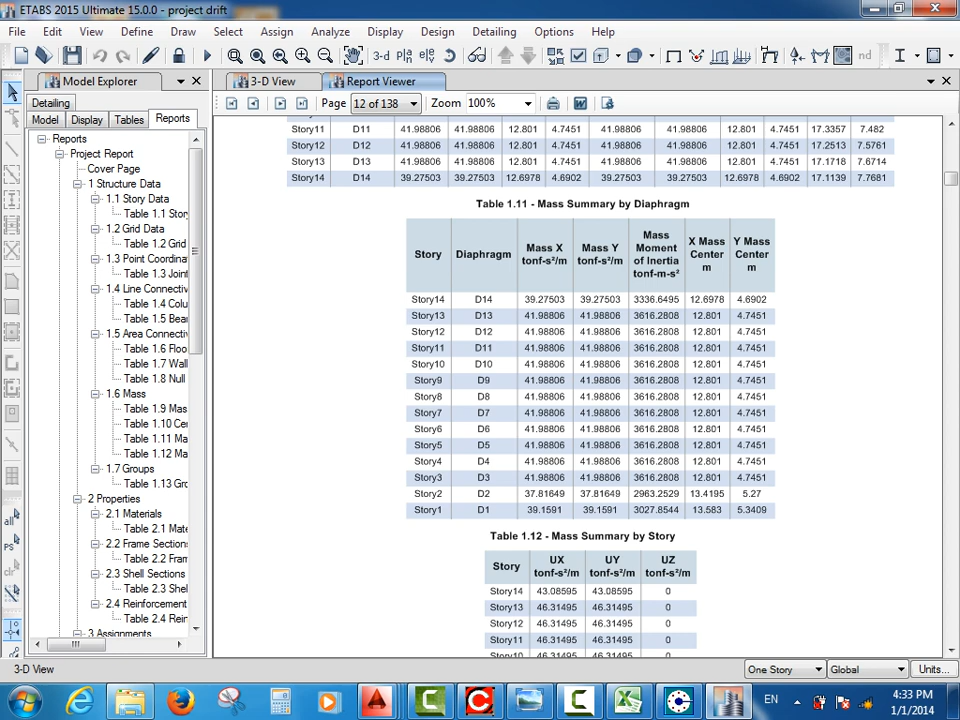 ETABS 2015 Ultimate 15.0.0 - project drift
File Edit View Define Draw Select Assign Analyze Display Design Detailing Options Help
3-d
nd
Model Explorer
3-D View
Report Viewer
Detailing
Model Display Tables Reports
Page 12 of 138 Zoom 100%
Reports
Project Report
Cover Page
1 Structure Data
1.1 Story Data
Table 1.1 Stor
1.2 Grid Data
Table 1.2 Grid
1.3 Point Coordina
Table 1.3 Joint
1.4 Line Connectiv
Table 1.4 Colu
Table 1.5 Bea
1.5 Area Connecti
Table 1.6 Floo
Table 1.7 Wall
Table 1.8 Null
1.6 Mass
Table 1.9 Mas
Table 1.10 Ce
Table 1.11 Ma
Table 1.12 Ma
1.7 Groups
Table 1.13 Gro
2 Properties
2.1 Materials
Table 2.1 Mate
2.2 Frame Sections
Table 2.2 Fram
2.3 Shell Sections
Table 2.3 Shel
2.4 Reinforcement
Table 2.4 Rein
3 Assignments
all
PS
clr
Story11 D11 41.98806 41.98806 12.801 4.7451 41.98806 41.98806 12.801 4.7451 17.3357 7.482
Story12 D12 41.98806 41.98806 12.801 4.7451 41.98806 41.98806 12.801 4.7451 17.2513 7.5761
Story13 D13 41.98806 41.98806 12.801 4.7451 41.98806 41.98806 12.801 4.7451 17.1718 7.6714
Story14 D14 39.27503 39.27503 12.6978 4.6902 39.27503 39.27503 12.6978 4.6902 17.1139 7.7681
Table 1.11 - Mass Summary by Diaphragm
Story Diaphragm Mass X tonf-s²/m Mass Y tonf-s²/m Mass Moment of Inertia tonf-m-s² X Mass Center m Y Mass Center m
Story14 D14 39.27503 39.27503 3336.6495 12.6978 4.6902
Story13 D13 41.98806 41.98806 3616.2808 12.801 4.7451
Story12 D12 41.98806 41.98806 3616.2808 12.801 4.7451
Story11 D11 41.98806 41.98806 3616.2808 12.801 4.7451
Story10 D10 41.98806 41.98806 3616.2808 12.801 4.7451
Story9 D9 41.98806 41.98806 3616.2808 12.801 4.7451
Story8 D8 41.98806 41.98806 3616.2808 12.801 4.7451
Story7 D7 41.98806 41.98806 3616.2808 12.801 4.7451
Story6 D6 41.98806 41.98806 3616.2808 12.801 4.7451
Story5 D5 41.98806 41.98806 3616.2808 12.801 4.7451
Story4 D4 41.98806 41.98806 3616.2808 12.801 4.7451
Story3 D3 41.98806 41.98806 3616.2808 12.801 4.7451
Story2 D2 37.81649 37.81649 2963.2529 13.4195 5.27
Story1 D1 39.1591 39.1591 3027.8544 13.583 5.3409
Table 1.12 - Mass Summary by Story
Story UX tonf-s²/m UY tonf-s²/m UZ tonf-s²/m
Story14 43.08595 43.08595 0
Story13 46.31495 46.31495 0
Story12 46.31495 46.31495 0
Story11 46.31495 46.31495 0
Story10 46.31495 46.31495 0
3-D View
One Story Global Units...
EN
4:33 PM
1/1/2014